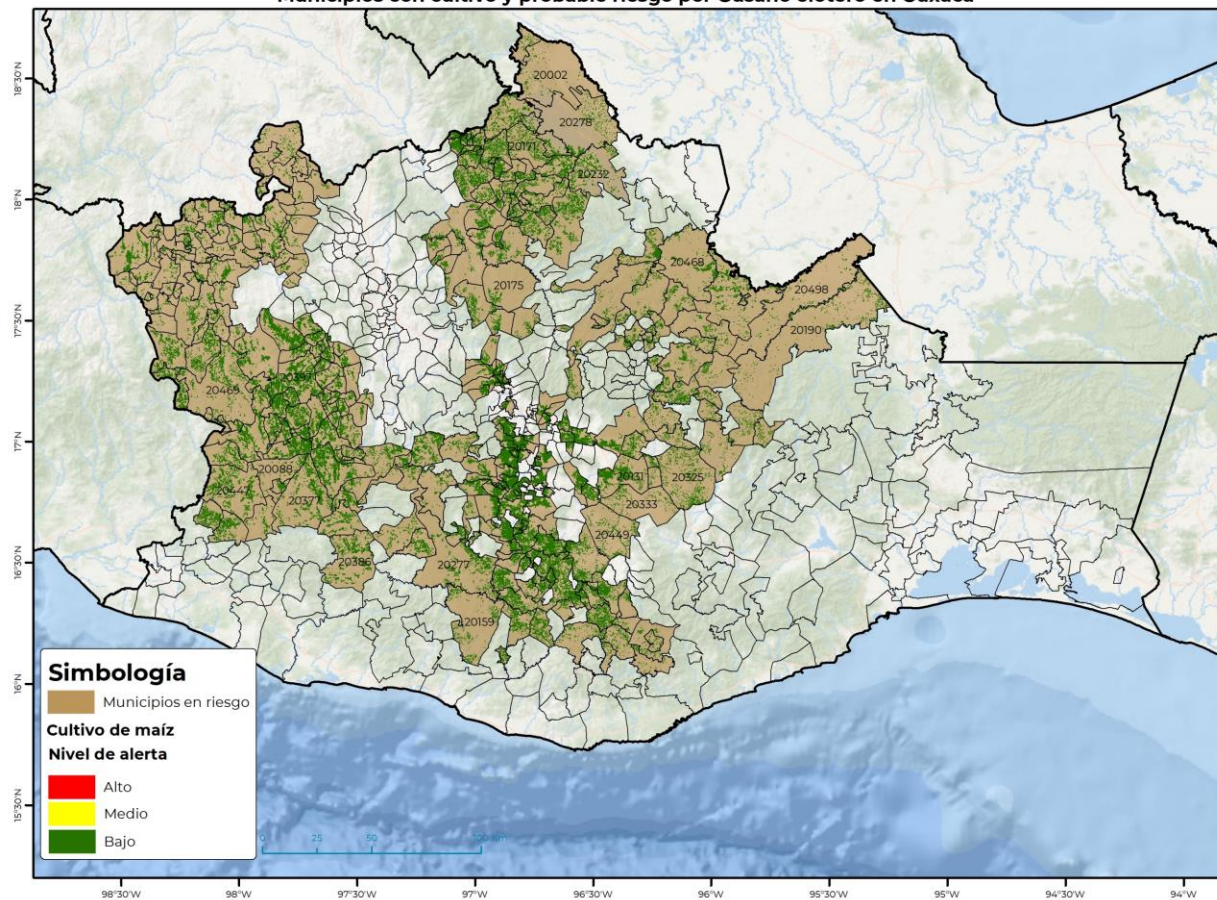 Municipios con cultivo y probable riesgo por Gusano elotero en Oaxaca
18°30'N
18°N
17°30'N
17°N
16°30'N
16°N
15°30'N
20002
20278
20171
20232
20468
20175
20498
20190
20469
20088
20447
20377
20131
20325
20333
20449
20386
20277
20159
Simbología
Municipios en riesgo
Cultivo de maíz
Nivel de alerta
Alto
Medio
Bajo
0 25 50 100 km
98°30'W 98°W 97°30'W 97°W 96°30'W 96°W 95°30'W 95°W 94°30'W 94°W